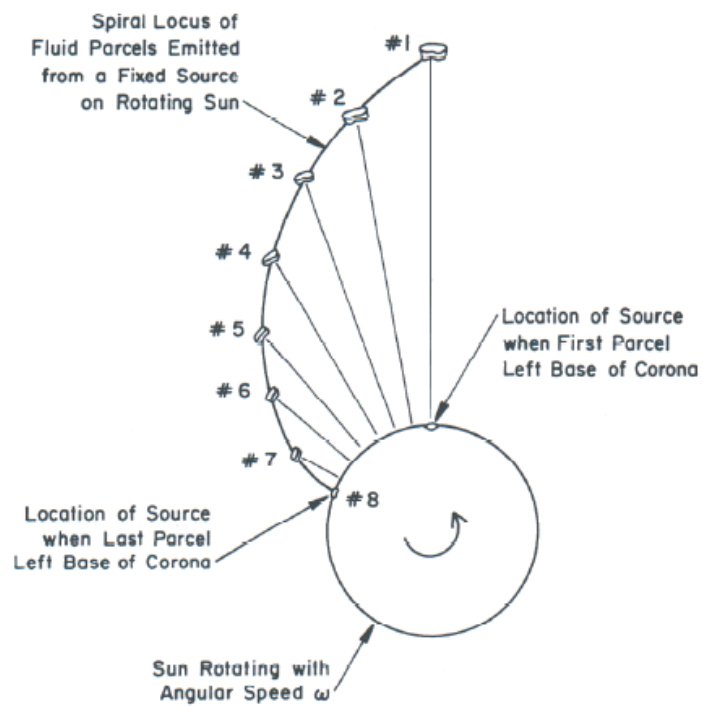 Spiral Locus of
Fluid Parcels Emitted
from a Fixed Source
on Rotating Sun
#1
#2
#3
#4
#5
#6
#7
#8
Location of Source
when First Parcel
Left Base of Corona
Location of Source
when Last Parcel
Left Base of Corona
Sun Rotating with
Angular Speed ω